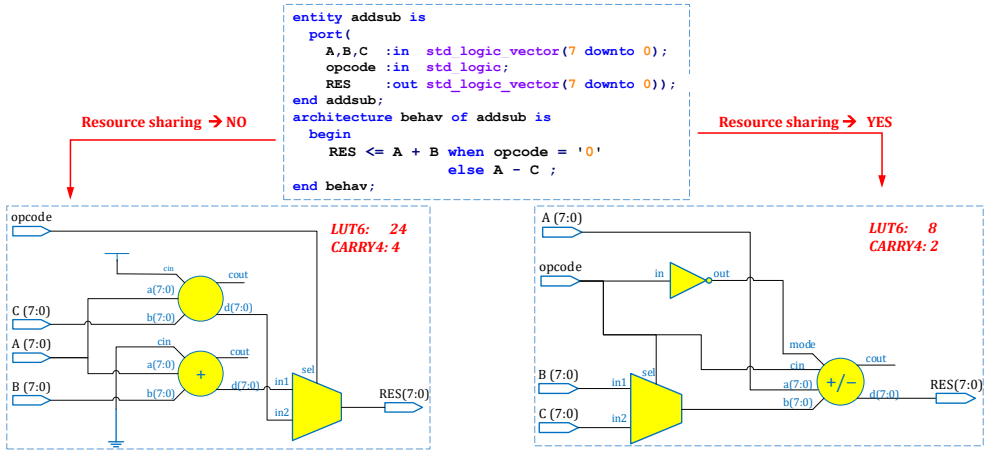 entity addsub is
port(
A,B,C :in std_logic_vector(7 downto 0);
opcode :in std_logic;
RES :out std_logic_vector(7 downto 0));
end addsub;
architecture behav of addsub is
begin
RES <= A + B when opcode = '0'
else A - C ;
end behav;
Resource sharing → NO
Resource sharing → YES
opcode
LUT6: 24
CARRY4: 4
cin
cout
a(7:0)
C (7:0)
b(7:0)
d(7:0)
A (7:0)
cin
cout
a(7:0)
+
B (7:0)
b(7:0)
d(7:0)
sel
in1
in2
RES(7:0)
A (7:0)
LUT6: 8
CARRY4: 2
opcode
in
out
mode
cin
cout
a(7:0)
+/-
b(7:0)
d(7:0)
RES(7:0)
sel
B (7:0)
in1
C (7:0)
in2